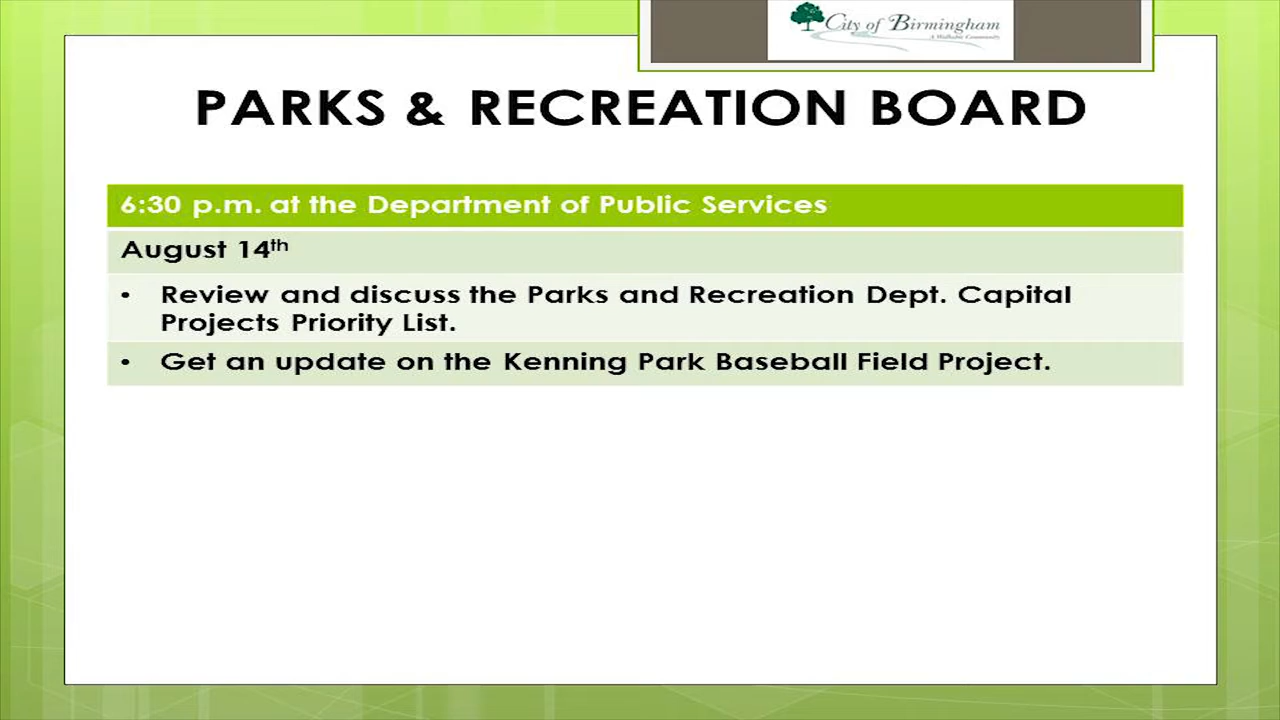 City of Birmingham
A Walkable Community
PARKS & RECREATION BOARD
6:30 p.m. at the Department of Public Services
August 14th
• Review and discuss the Parks and Recreation Dept. Capital
Projects Priority List.
• Get an update on the Kenning Park Baseball Field Project.